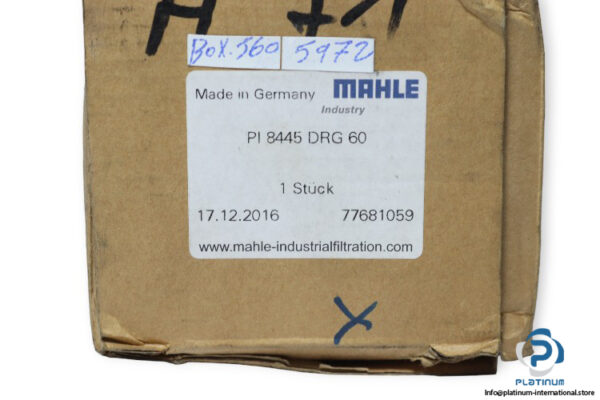 H 71
Box.560 5972
Made in Germany MAHLE
Industry
PI 8445 DRG 60
1 Stück
17.12.2016 77681059
www.mahle-industrialfiltration.com
X
PLATINUM
Info@platinum-international.store